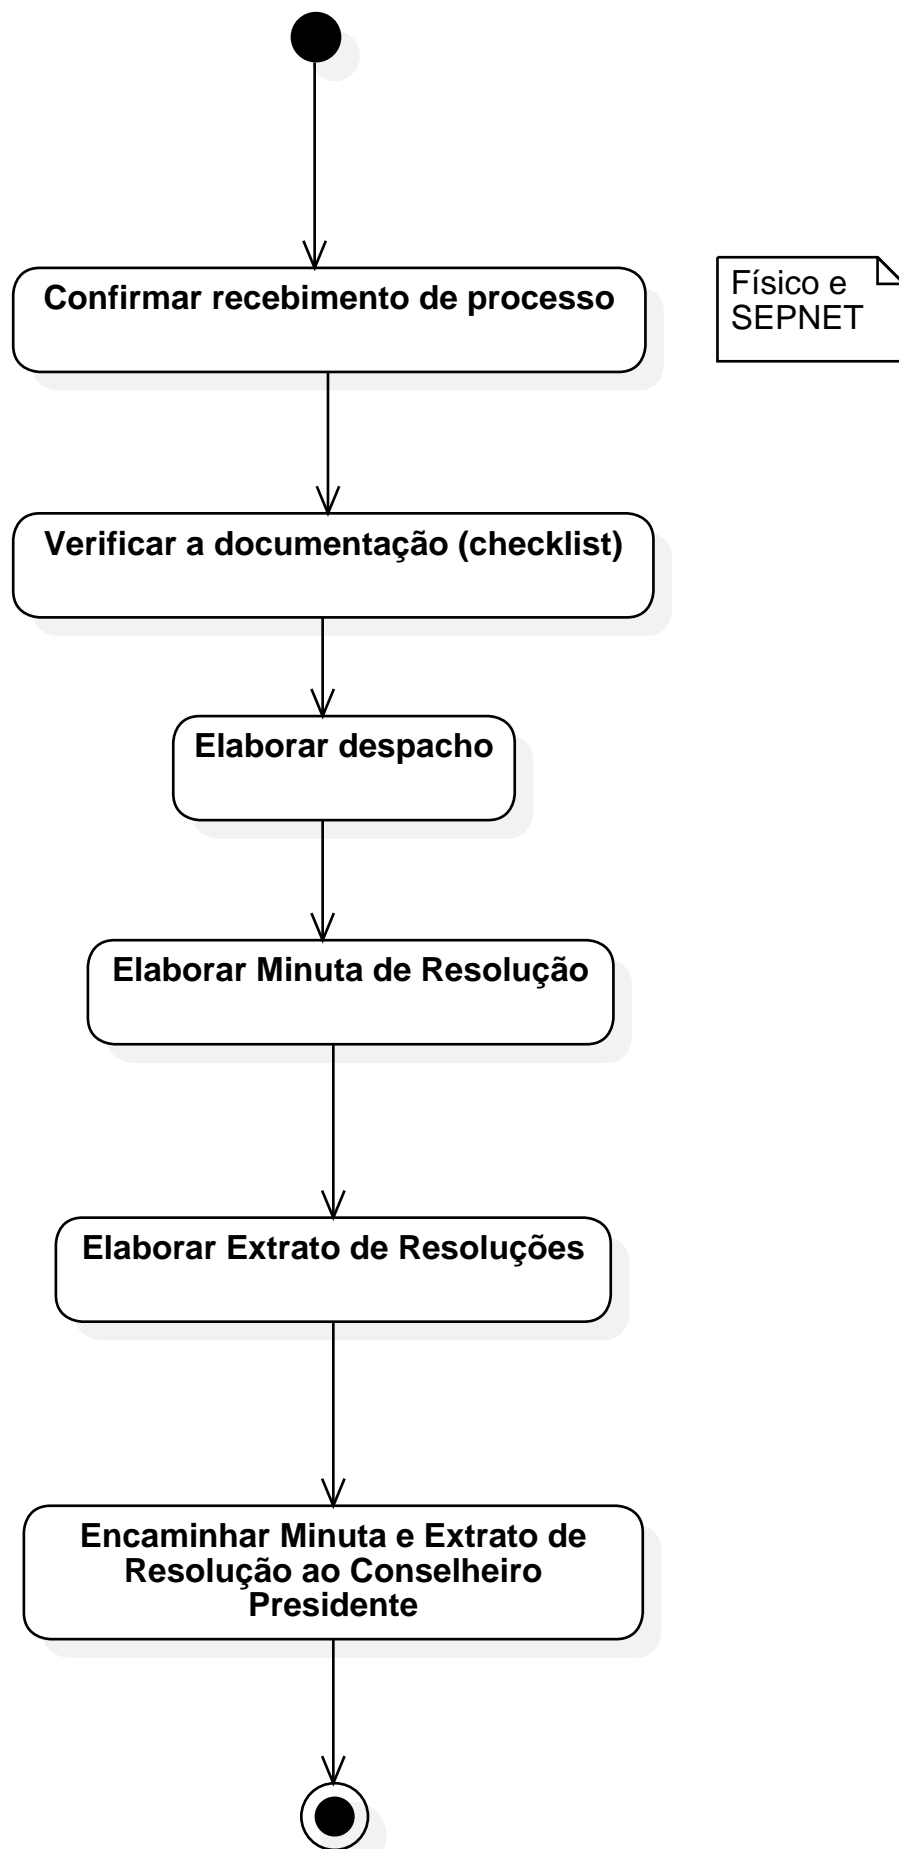 Confirmar recebimento de processo
Físico e
SEPNET
Verificar a documentação (checklist)
Elaborar despacho
Elaborar Minuta de Resolução
Elaborar Extrato de Resoluções
Encaminhar Minuta e Extrato de
Resolução ao Conselheiro
Presidente